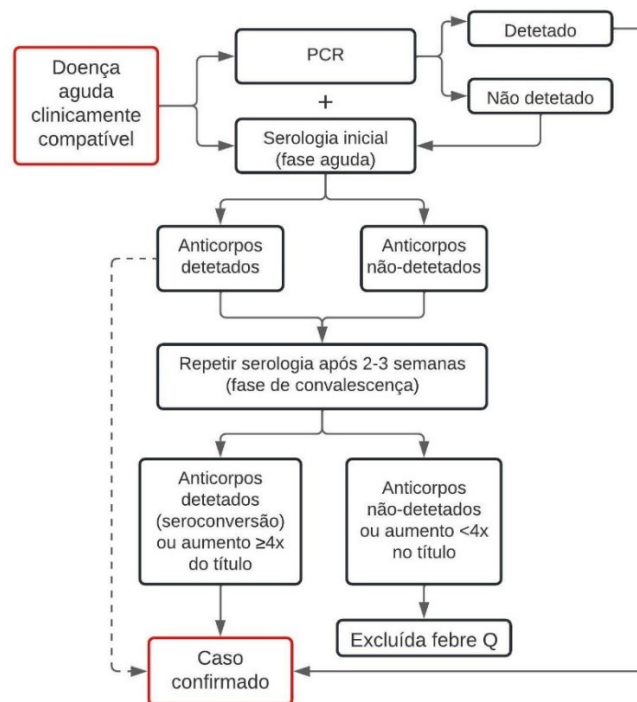 Doença
aguda
clinicamente
compatível
PCR
Detetado
Não detetado
+
Serologia inicial
(fase aguda)
Anticorpos
detetados
Anticorpos
não-detetados
Repetir serologia após 2-3 semanas
(fase de convalescença)
Anticorpos
detetados
(seroconversão)
ou aumento ≥4x
do título
Anticorpos
não-detetados
ou aumento <4x
no título
Excluída febre Q
Caso
confirmado